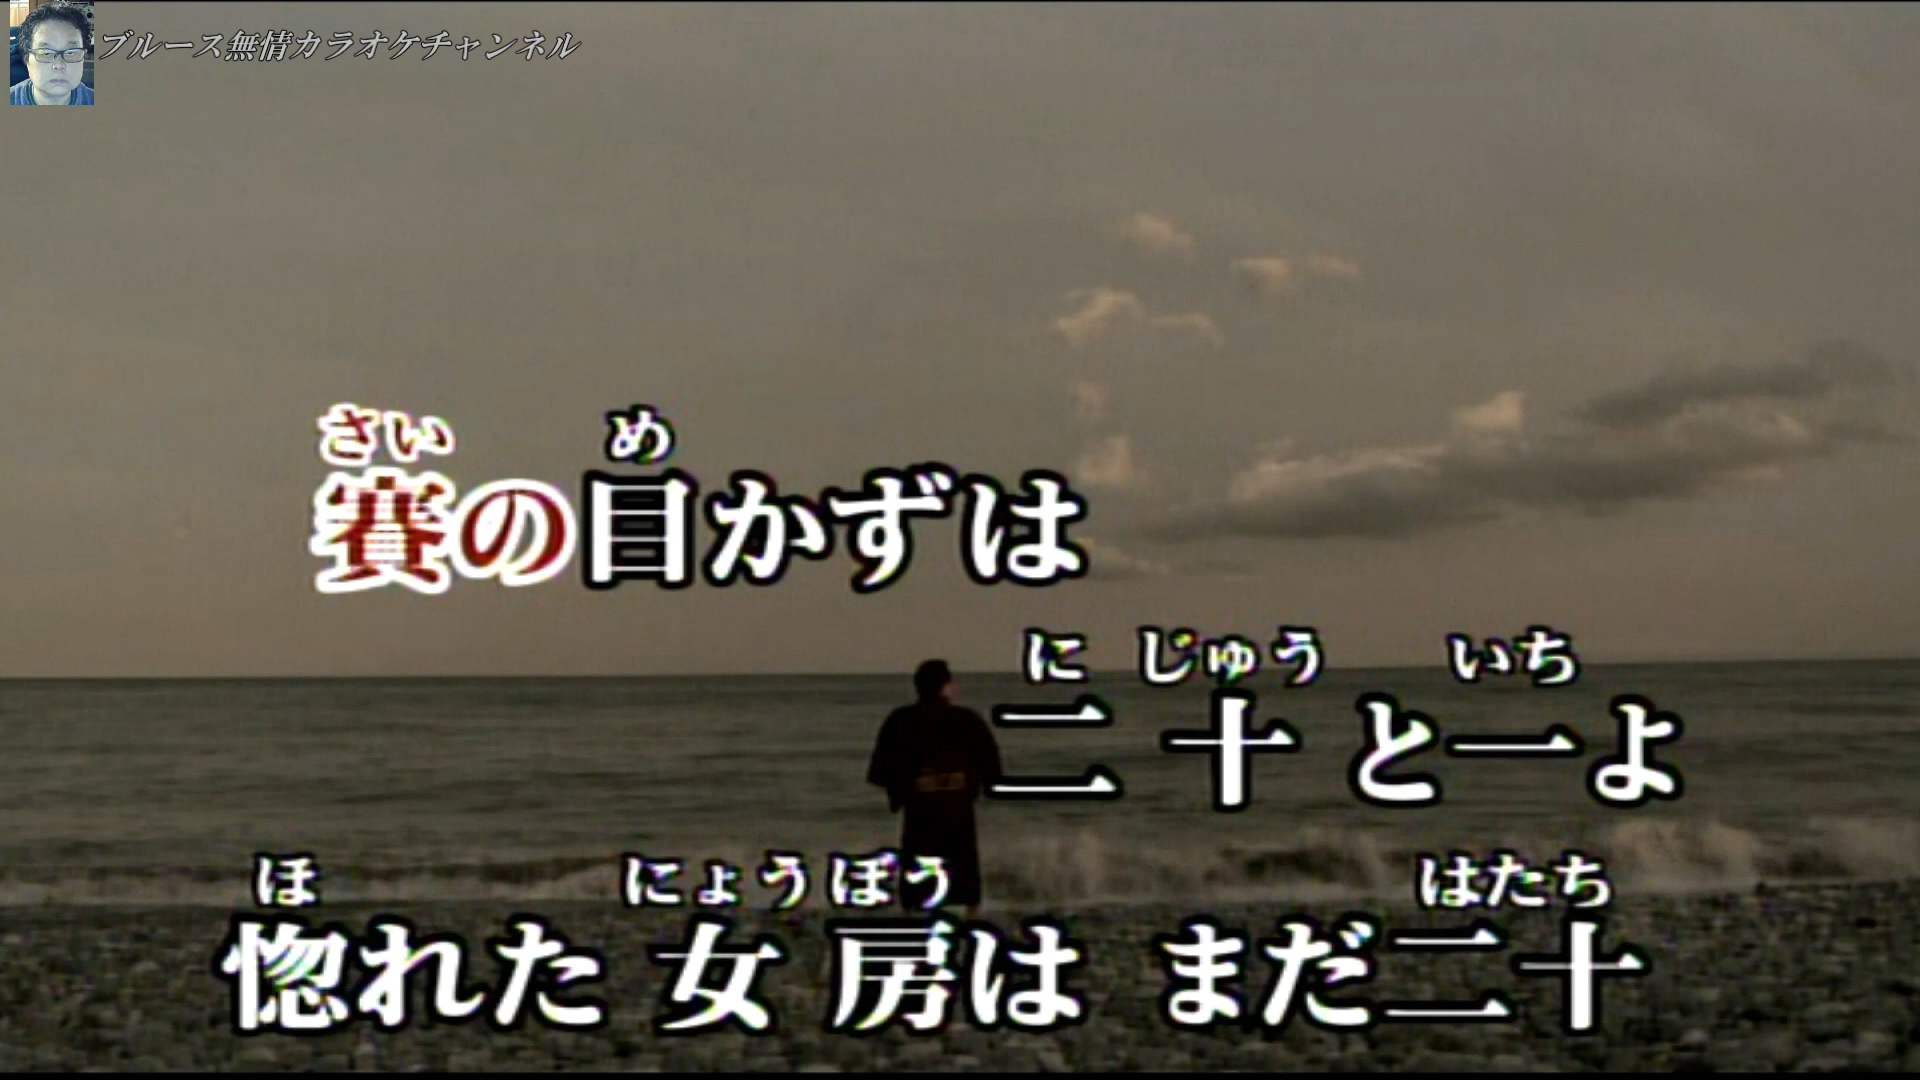 ブルース無情カラオケチャンネル
さい め
賽の目かずは
に じゅう いち
二十と一よ
ほ にょうぼう はたち
惚れた女房は まだ二十